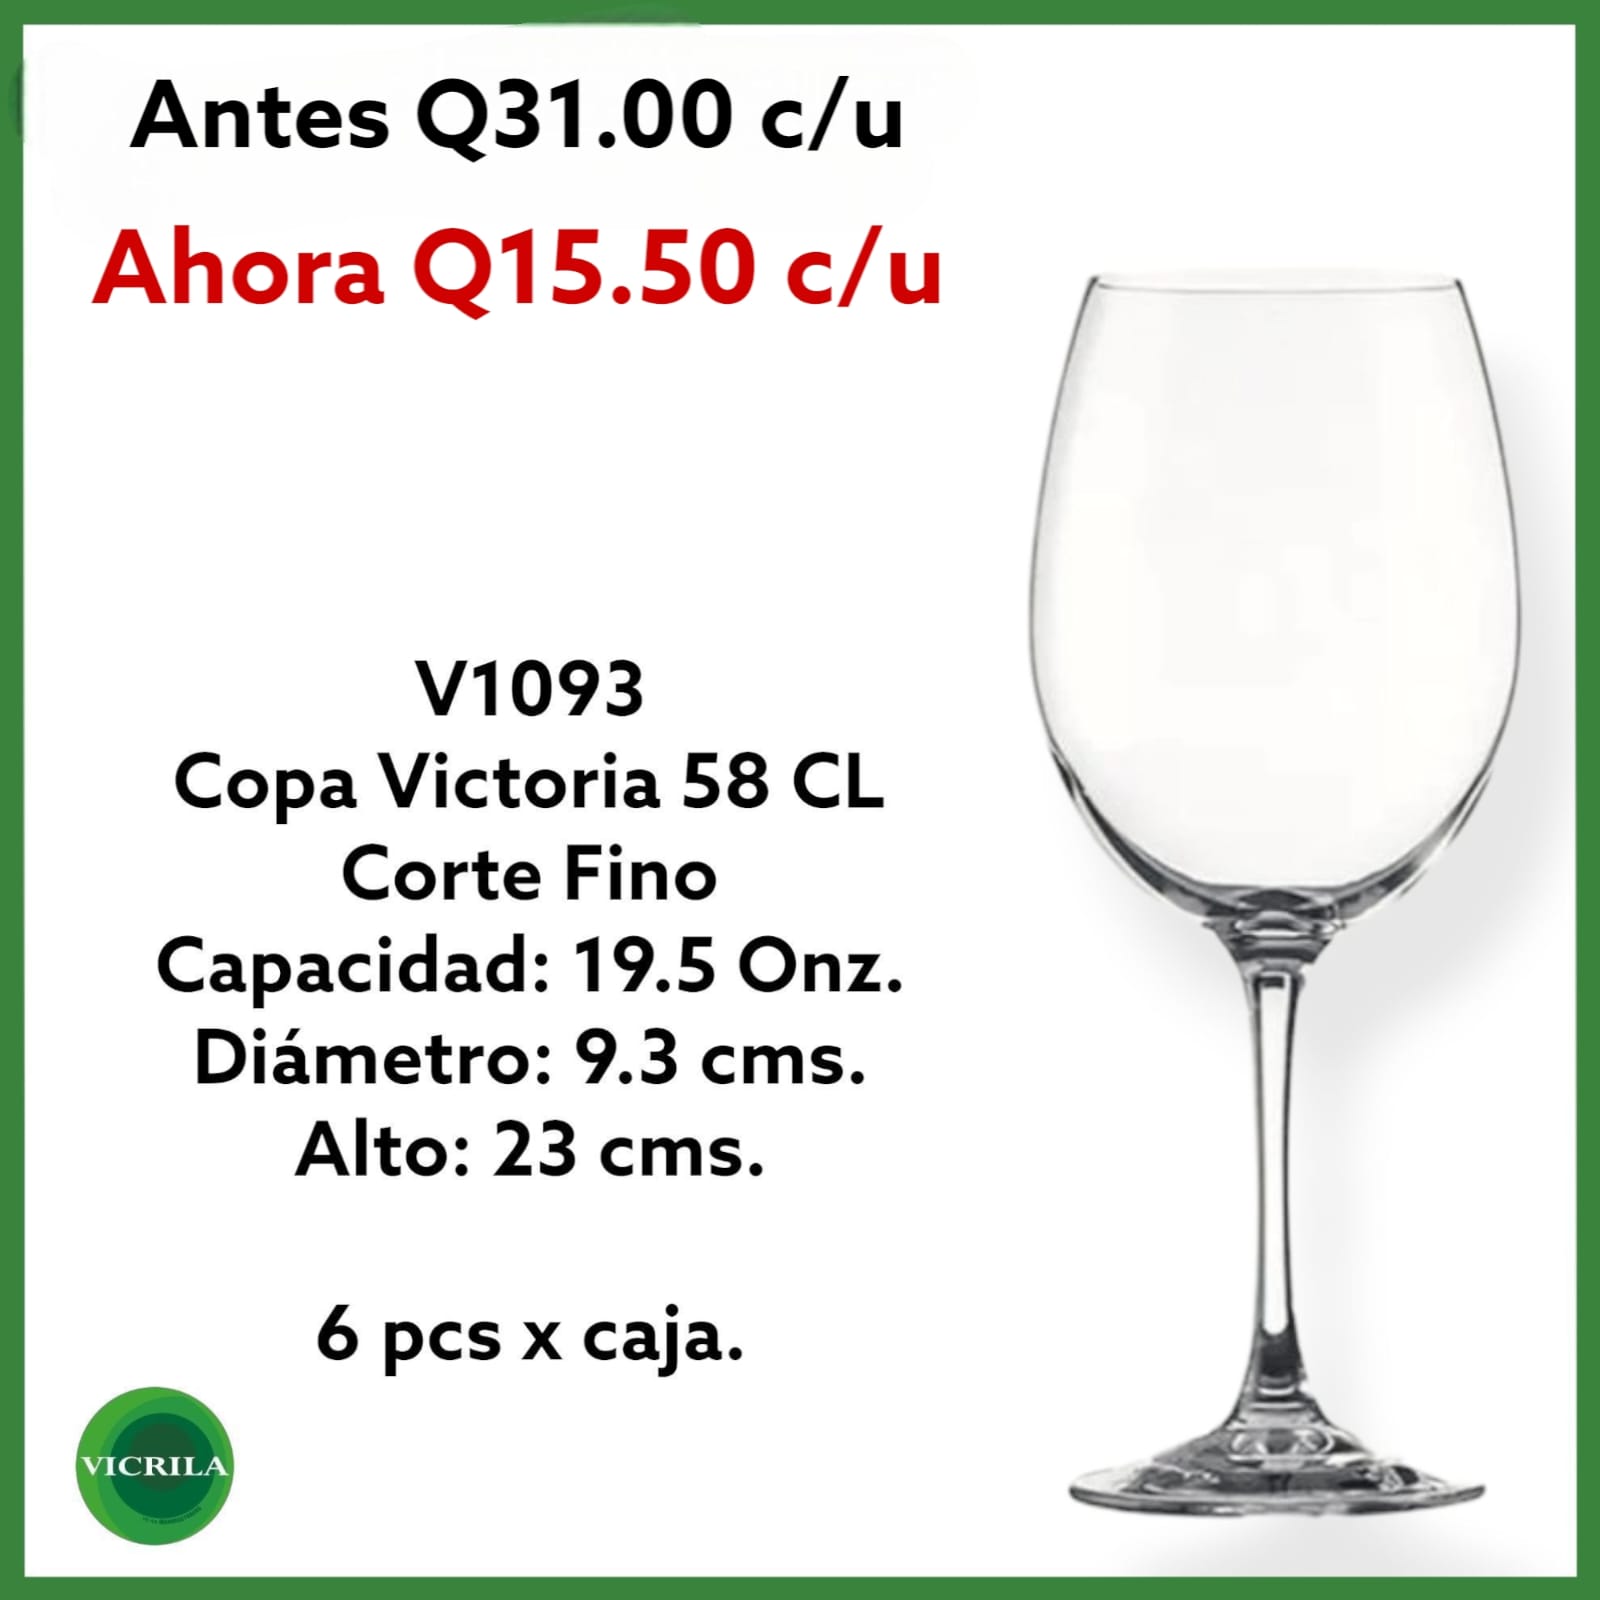 Antes Q31.00 c/u
Ahora Q15.50 c/u
V1093
Copa Victoria 58 CL
Corte Fino
Capacidad: 19.5 Onz.
Diámetro: 9.3 cms.
Alto: 23 cms.
6 pcs x caja.
VICRILA